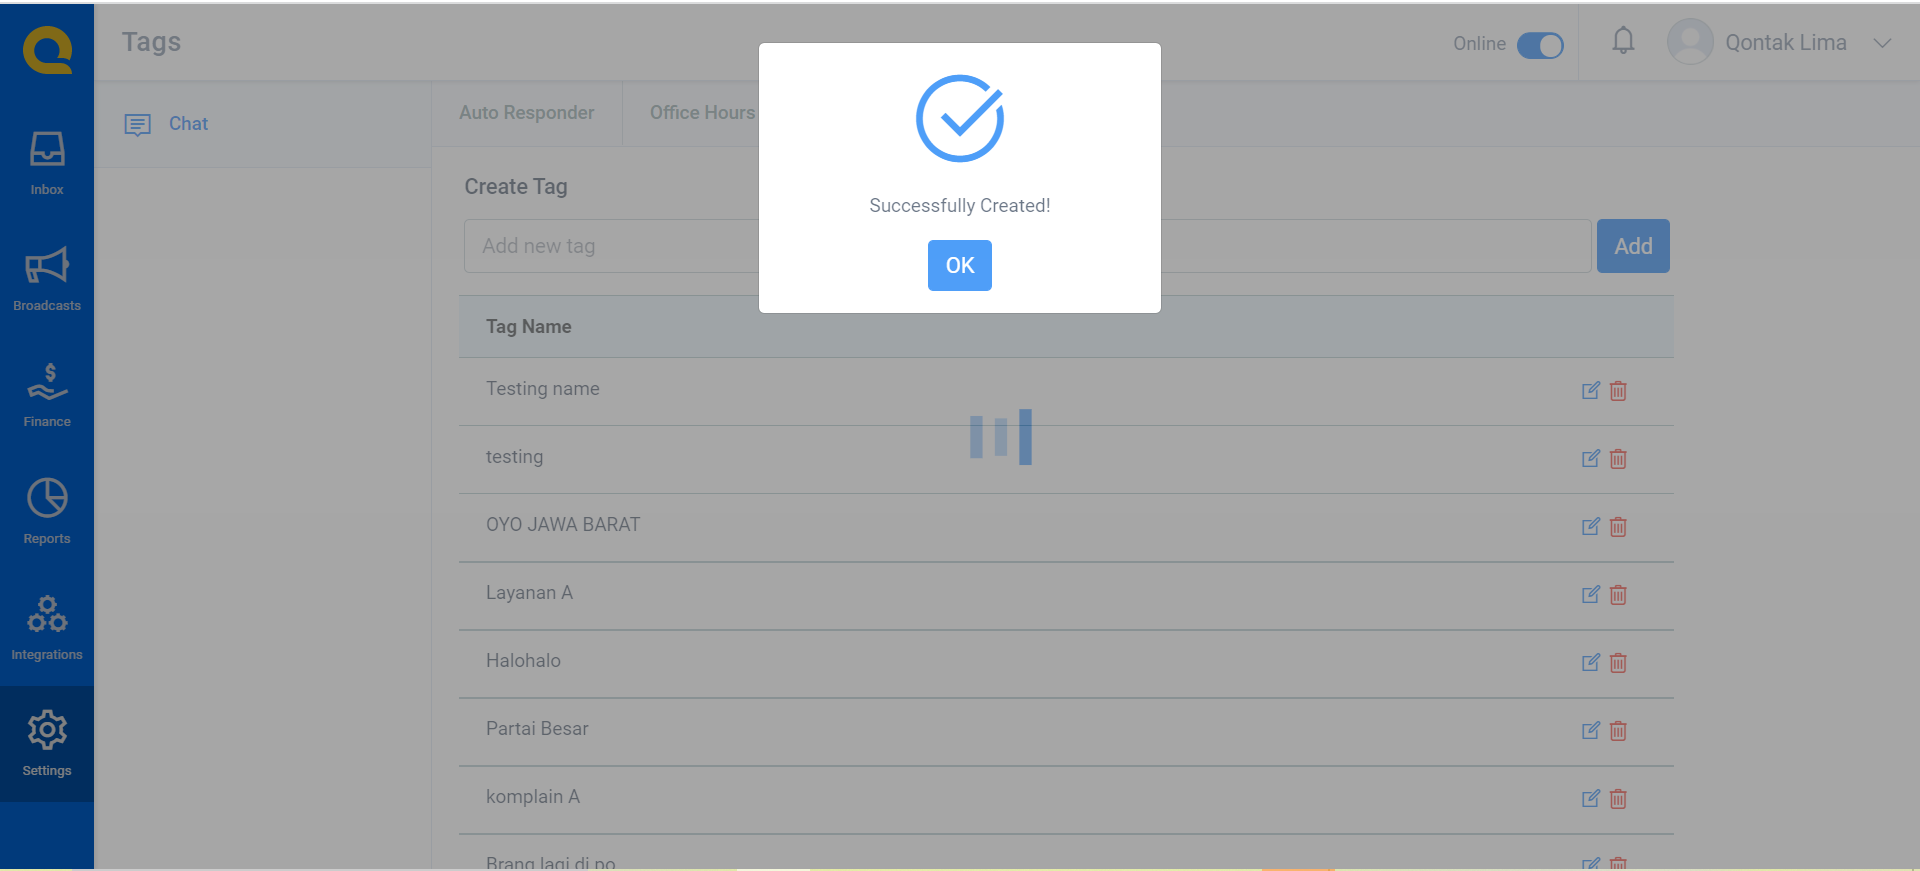 Tags
Online
Qontak Lima
Inbox
Broadcasts
Finance
Reports
Integrations
Settings
Chat
Auto Responder
Office Hours
Successfully Created!
OK
Create Tag
Add new tag
Add
Tag Name
Testing name
testing
OYO JAWA BARAT
Layanan A
Halohalo
Partai Besar
komplain A
Brang lagi di po